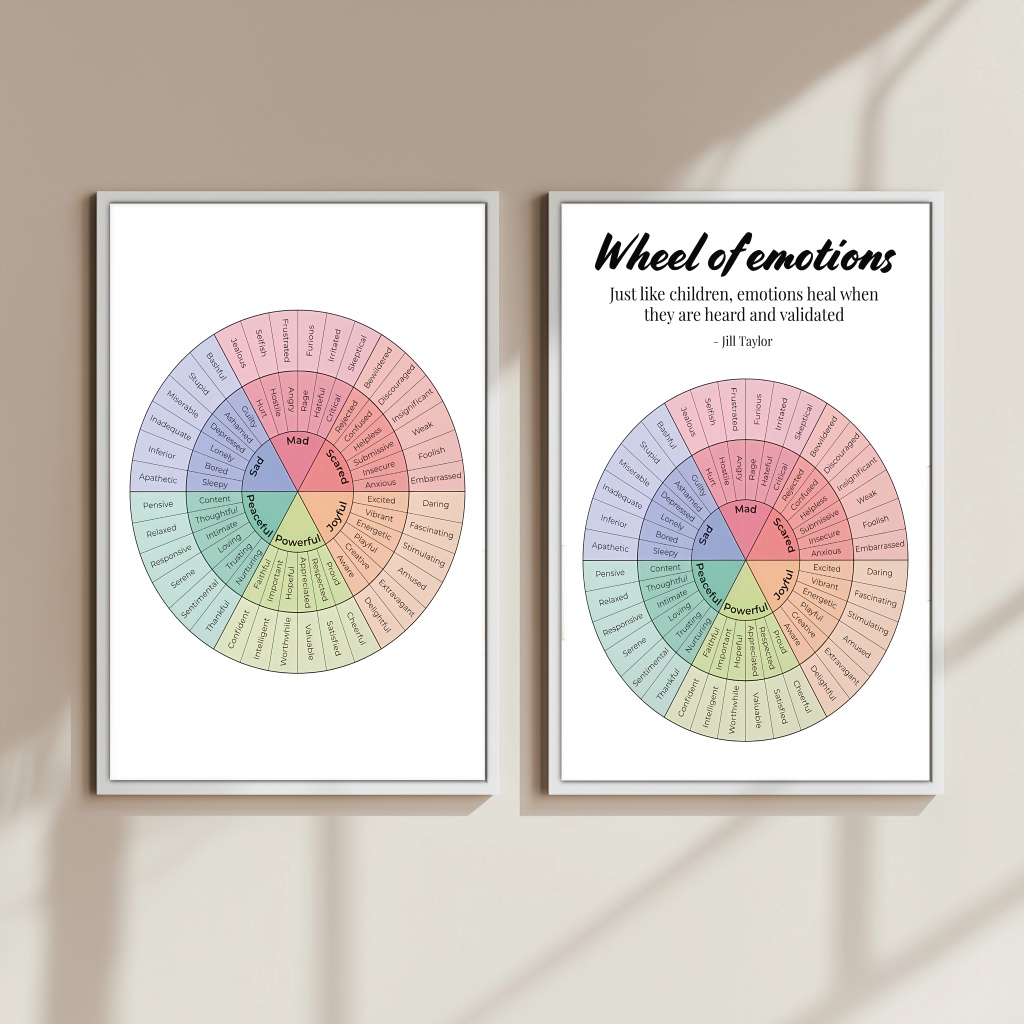 Mad
Scared
Joyful
Powerful
Peaceful
Sad
Hurt
Hostile
Angry
Rage
Hateful
Critical
Rejected
Confused
Helpless
Submissive
Insecure
Anxious
Excited
Vibrant
Energetic
Playful
Creative
Aware
Proud
Respected
Appreciated
Hopeful
Important
Faithful
Nurturing
Trusting
Loving
Intimate
Thoughtful
Content
Sleepy
Bored
Lonely
Depressed
Ashamed
Guilty
Jealous
Selfish
Frustrated
Furious
Irritated
Skeptical
Bewildered
Discouraged
Insignificant
Weak
Foolish
Embarrassed
Daring
Fascinating
Stimulating
Amused
Extravagant
Delightful
Cheerful
Satisfied
Valuable
Worthwhile
Intelligent
Confident
Thankful
Sentimental
Serene
Responsive
Relaxed
Pensive
Apathetic
Inferior
Inadequate
Miserable
Stupid
Bashful
Wheel of emotions
Just like children, emotions heal when
they are heard and validated
- Jill Taylor
Mad
Scared
Joyful
Powerful
Peaceful
Sad
Hurt
Hostile
Angry
Rage
Hateful
Critical
Rejected
Confused
Helpless
Submissive
Insecure
Anxious
Excited
Vibrant
Energetic
Playful
Creative
Aware
Proud
Respected
Appreciated
Hopeful
Important
Faithful
Nurturing
Trusting
Loving
Intimate
Thoughtful
Content
Sleepy
Bored
Lonely
Depressed
Ashamed
Guilty
Jealous
Selfish
Frustrated
Furious
Irritated
Skeptical
Bewildered
Discouraged
Insignificant
Weak
Foolish
Embarrassed
Daring
Fascinating
Stimulating
Amused
Extravagant
Delightful
Cheerful
Satisfied
Valuable
Worthwhile
Intelligent
Confident
Thankful
Sentimental
Serene
Responsive
Relaxed
Pensive
Apathetic
Inferior
Inadequate
Miserable
Stupid
Bashful